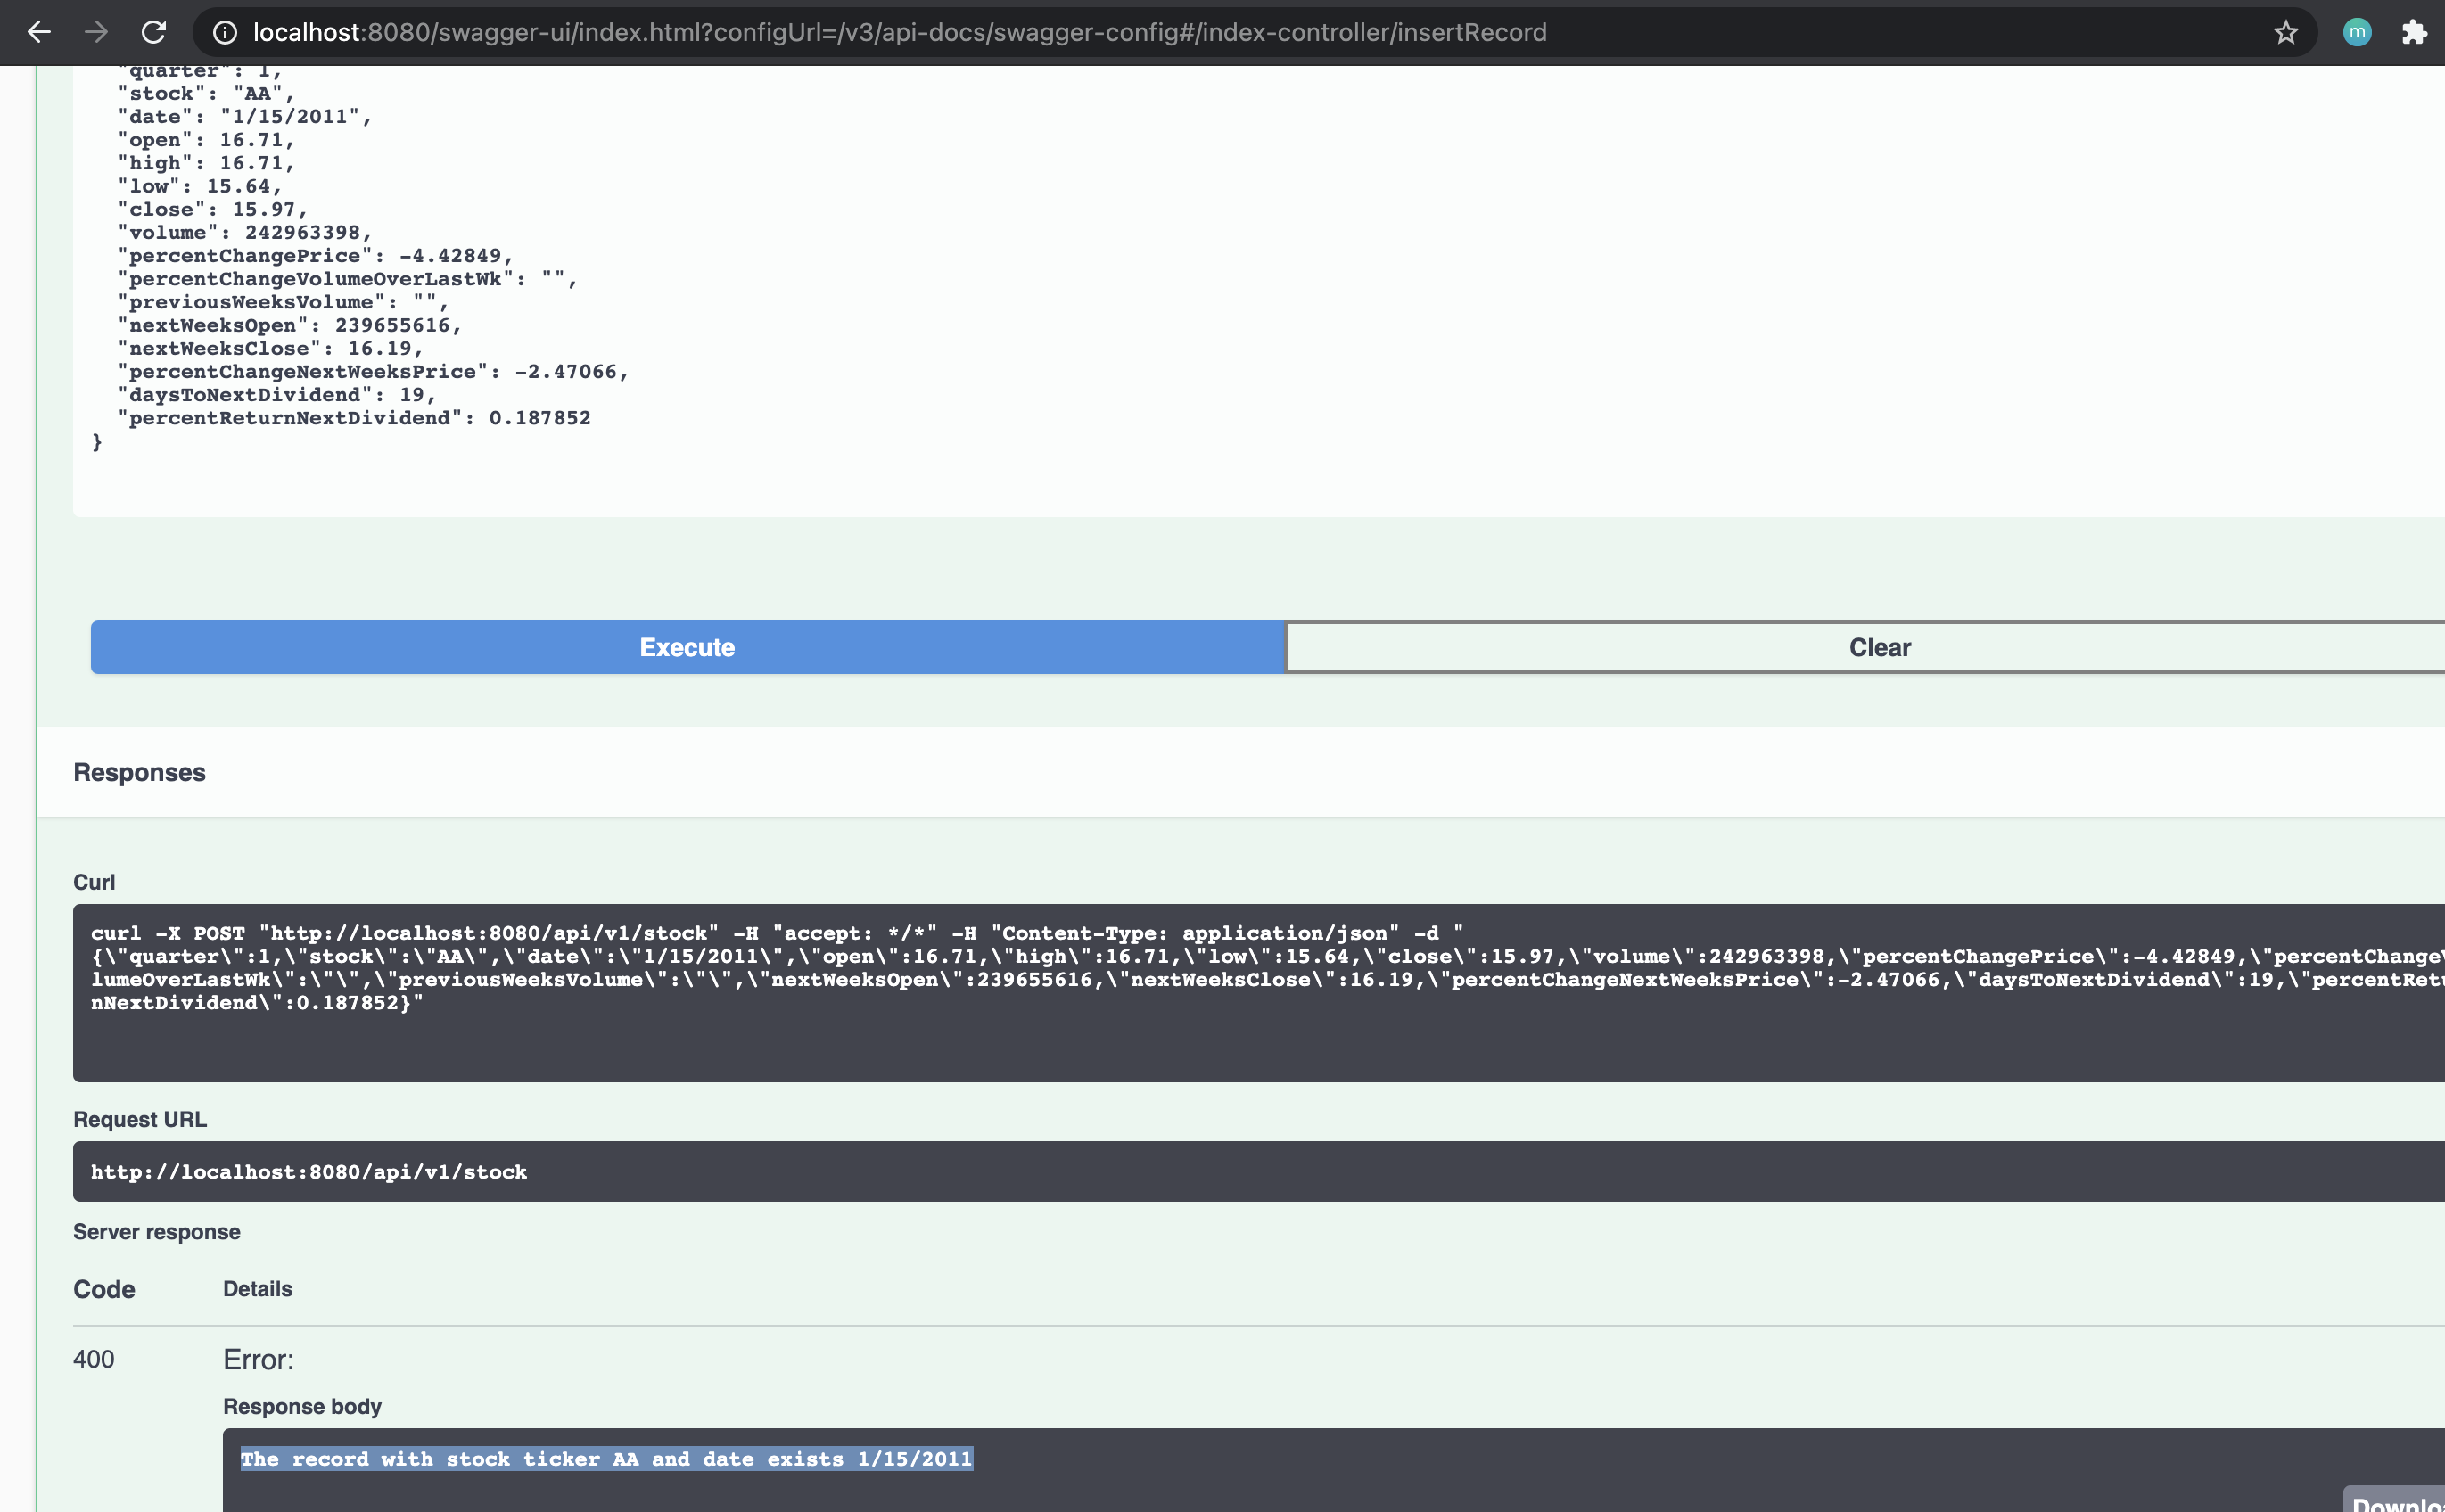 localhost:8080/swagger-ui/index.html?configUrl=/v3/api-docs/swagger-config#/index-controller/insertRecord
m
"quarter": 1,
"stock": "AA",
"date": "1/15/2011",
"open": 16.71,
"high": 16.71,
"low": 15.64,
"close": 15.97,
"volume": 242963398,
"percentChangePrice": -4.42849,
"percentChangeVolumeOverLastWk": "",
"previousWeeksVolume": "",
"nextWeeksOpen": 239655616,
"nextWeeksClose": 16.19,
"percentChangeNextWeeksPrice": -2.47066,
"daysToNextDividend": 19,
"percentReturnNextDividend": 0.187852
}
Execute
Clear
Responses
Curl
curl -X POST "http://localhost:8080/api/v1/stock" -H "accept: */*" -H "Content-Type: application/json" -d "
{\"quarter\":1,\"stock\":\"AA\",\"date\":\"1/15/2011\",\"open\":16.71,\"high\":16.71,\"low\":15.64,\"close\":15.97,\"volume\":242963398,\"percentChangePrice\":-4.42849,\"percentChange
lumeOverLastWk\":\"\",\"previousWeeksVolume\":\"\",\"nextWeeksOpen\":239655616,\"nextWeeksClose\":16.19,\"percentChangeNextWeeksPrice\":-2.47066,\"daysToNextDividend\":19,\"percentRetu
nNextDividend\":0.187852}"
Request URL
http://localhost:8080/api/v1/stock
Server response
Code
Details
400
Error:
Response body
The record with stock ticker AA and date exists 1/15/2011